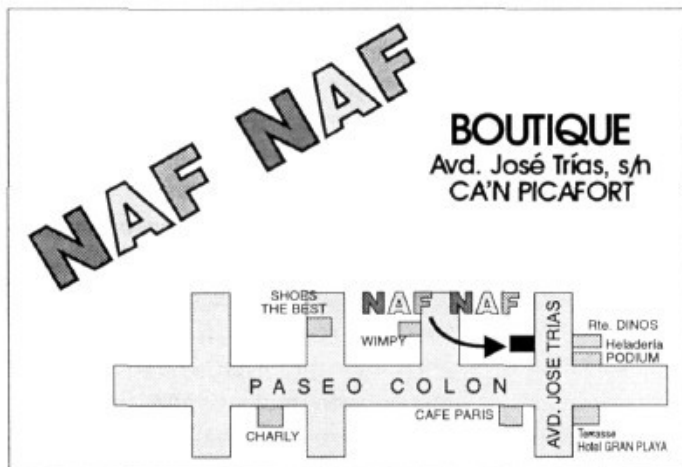 NAF NAF
BOUTIQUE
Avd. José Trías, s/n
CA'N PICAFORT
SHOES
THE BEST
NAF NAF
WIMPY
AVD. JOSE TRIAS
Rte. DINOS
Heladería
PODIUM
PASEO COLON
CHARLY
CAFE PARIS
Terrasse
Hotel GRAN PLAYA